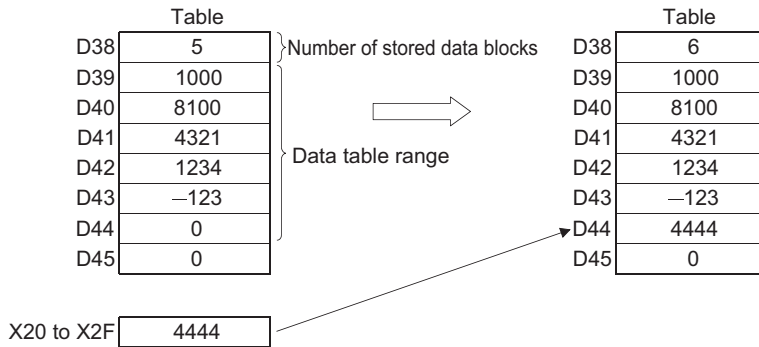 Table Table
D38 5 Number of stored data blocks D38 6
D39 1000 D39 1000
D40 8100 D40 8100
D41 4321 D41 4321
D42 1234 Data table range D42 1234
D43 —123 D43 —123
D44 0 D44 4444
D45 0 D45 0
X20 to X2F 4444